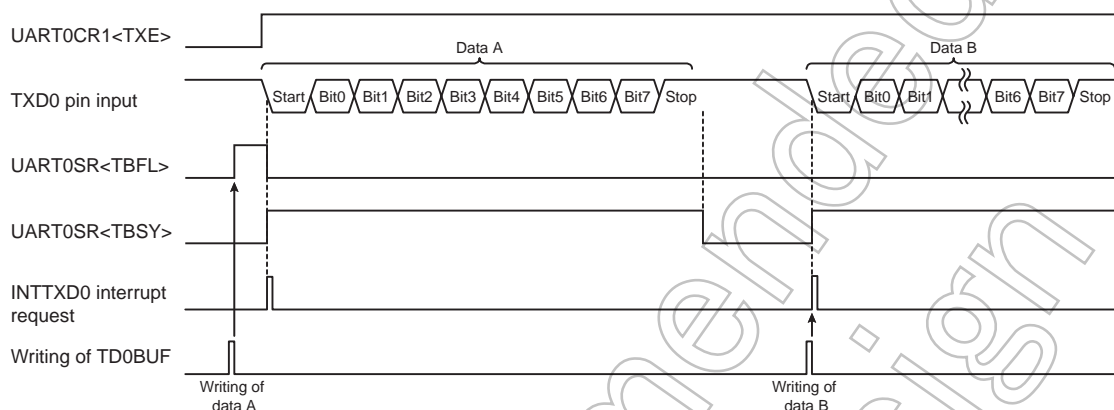 UART0CR1<TXE>
Data A
Data B
TXD0 pin input
Start Bit0 Bit1 Bit2 Bit3 Bit4 Bit5 Bit6 Bit7 Stop
Start Bit0 Bit1 Bit6 Bit7 Stop
UART0SR<TBFL>
UART0SR<TBSY>
INTTXD0 interrupt
request
Writing of TD0BUF
Writing of
data A
Writing of
data B